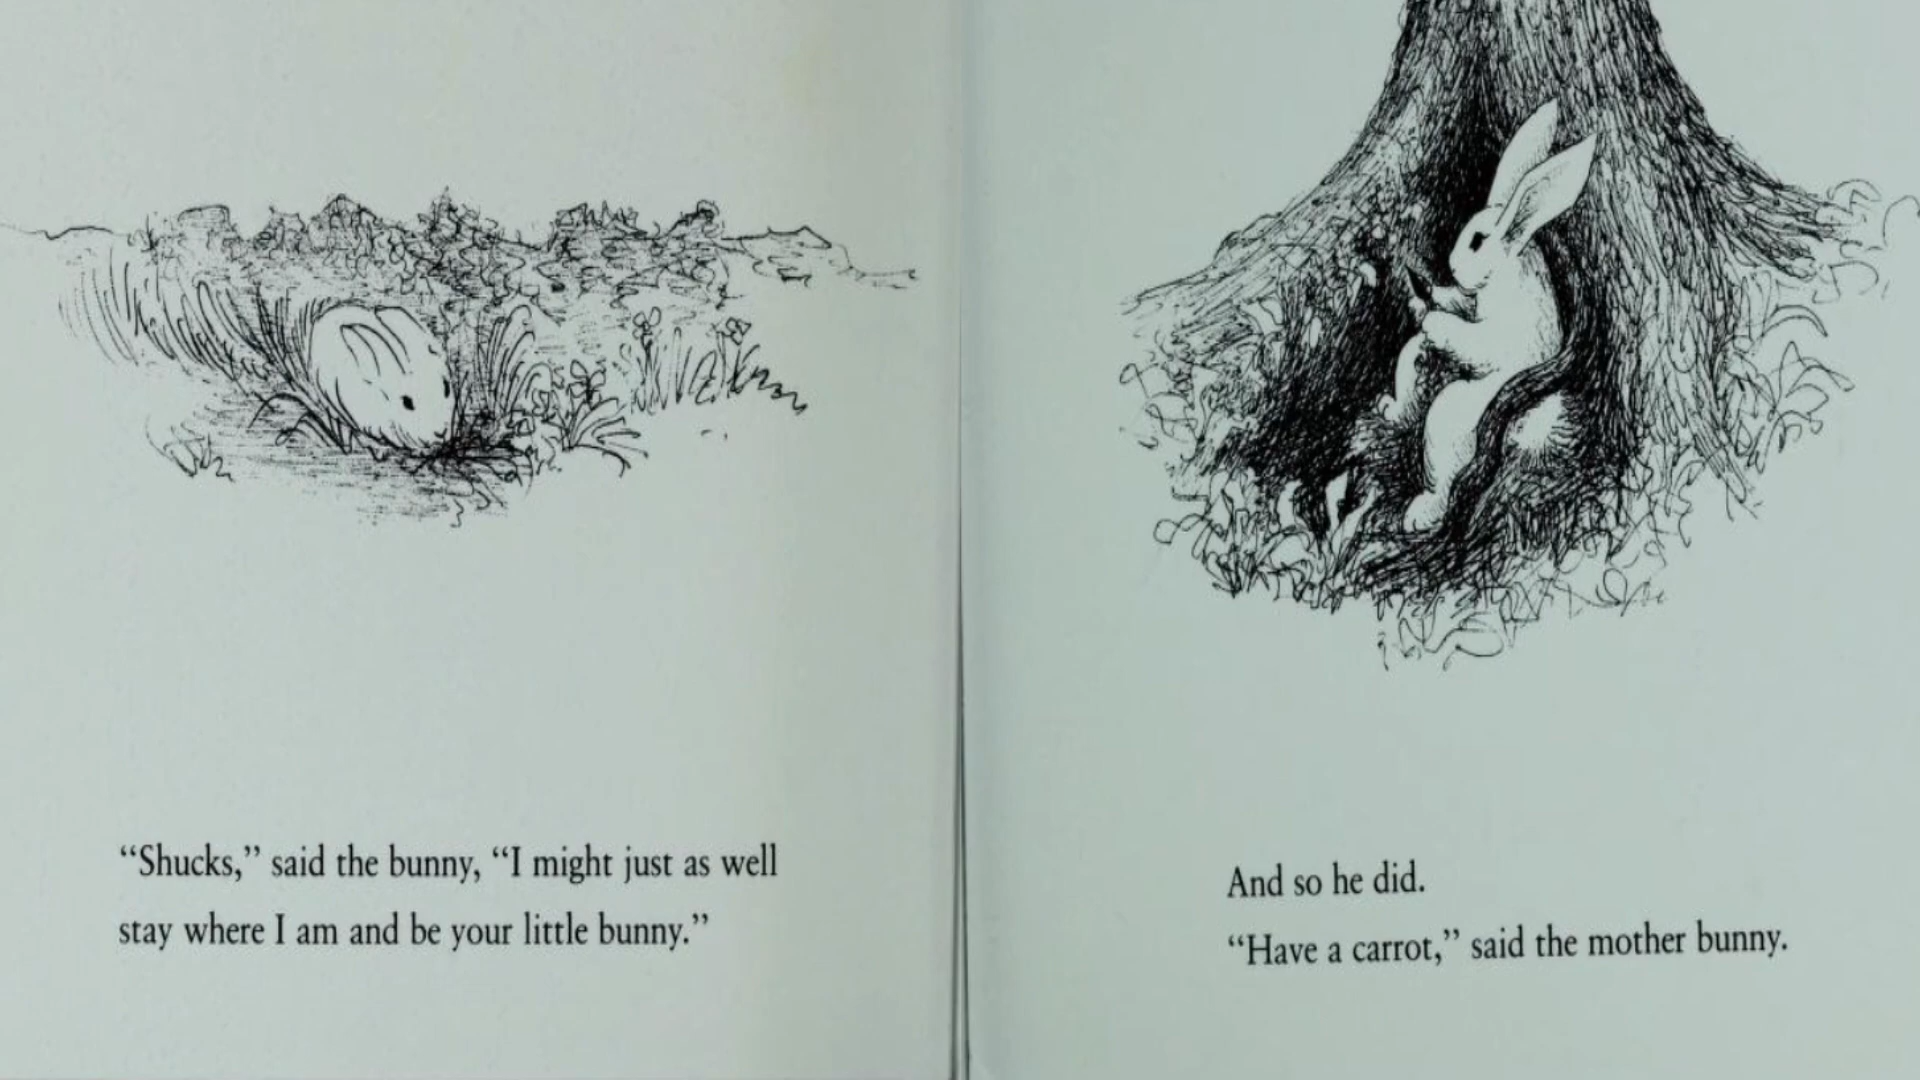 “Shucks,” said the bunny, “I might just as well
stay where I am and be your little bunny.”
And so he did.
“Have a carrot,” said the mother bunny.